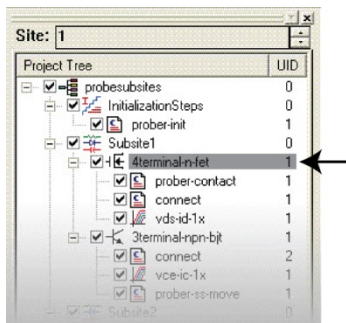 Site: 1
Project Tree UID
probesubsites 0
InitializationSteps 0
prober-init 1
Subsite1 0
4terminal-n-fet 1
prober-contact 1
connect 1
vds-id-1x 1
3terminal-npn-bjt 1
connect 2
vce-ic-1x 1
prober-ss-move 1
Subsite2 0